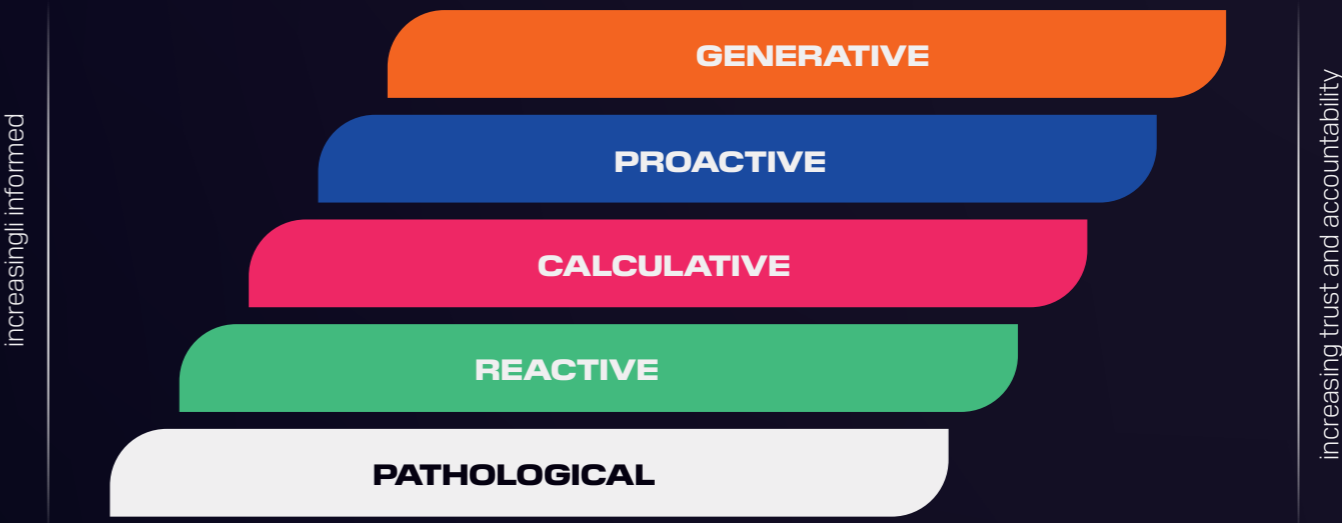 GENERATIVE
PROACTIVE
CALCULATIVE
REACTIVE
PATHOLOGICAL
increasingli informed
increasing trust and accountability